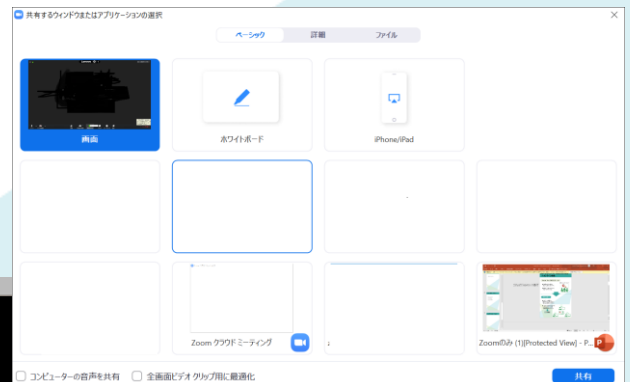 共有するウィンドウまたはアプリケーションの選択
ベーシック
詳細
ファイル
画面
ホワイトボード
iPhone/iPad
Zoom クラウド ミーティング
Zoomのみ (1)[Protected View] - P...
コンピューターの音声を共有
全画面ビデオ クリップ用に最適化
共有